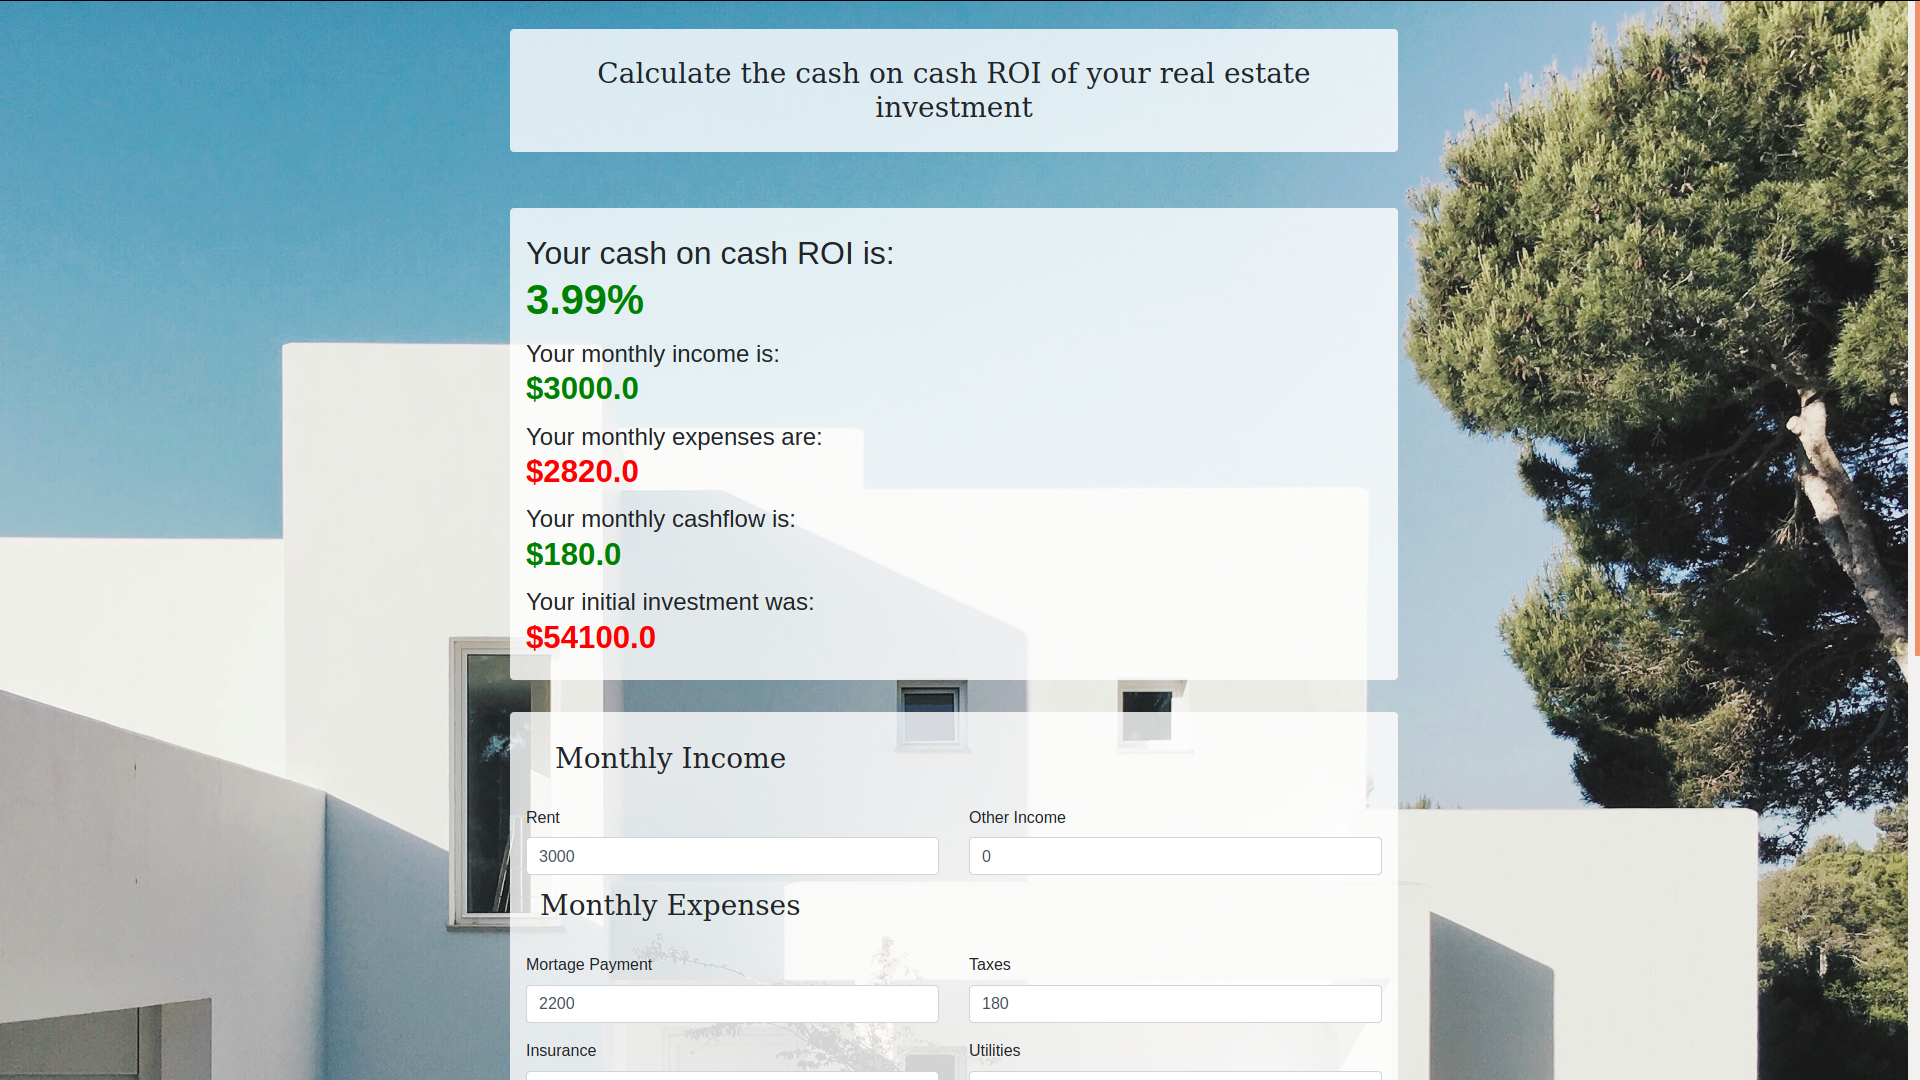 Calculate the cash on cash ROI of your real estate
investment
Your cash on cash ROI is:
3.99%
Your monthly income is:
$3000.0
Your monthly expenses are:
$2820.0
Your monthly cashflow is:
$180.0
Your initial investment was:
$54100.0
Monthly Income
Rent
Other Income
3000
0
Monthly Expenses
Mortage Payment
Taxes
2200
180
Insurance
Utilities